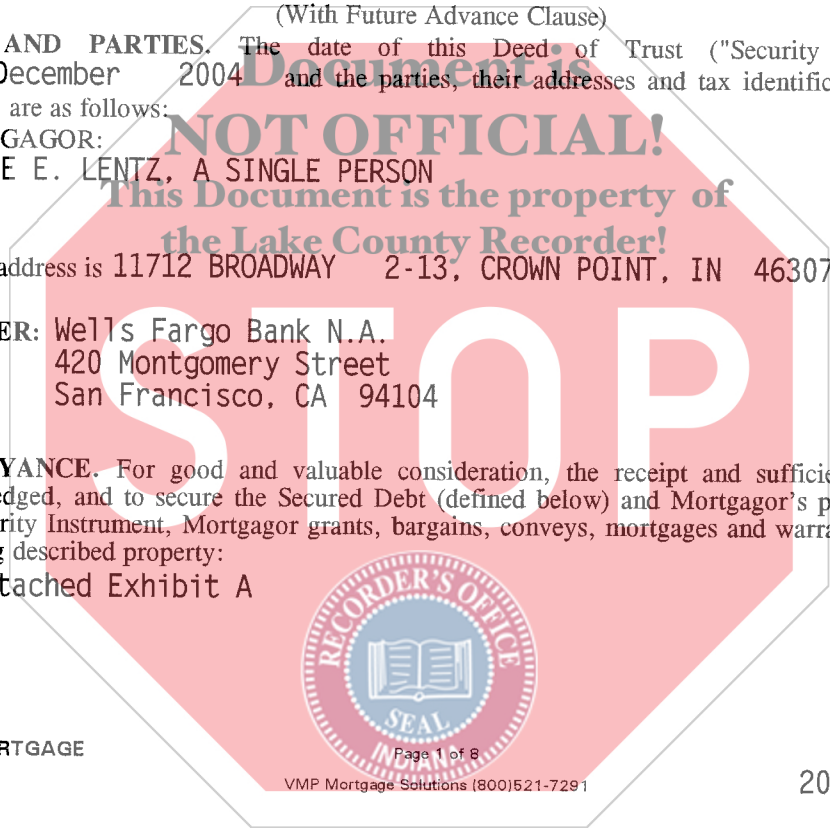 (With Future Advance Clause)
AND PARTIES. The date of this Deed of Trust ("Security
December 2004 and the parties, their addresses and tax identific
are as follows:
GAGOR:
E E. LENTZ, A SINGLE PERSON
Document is
NOT OFFICIAL!
This Document is the property of
the Lake County Recorder!
address is 11712 BROADWAY 2-13, CROWN POINT, IN 46307
STOP
ER: Wells Fargo Bank N.A.
420 Montgomery Street
San Francisco, CA 94104
YANCE. For good and valuable consideration, the receipt and sufficie
edged, and to secure the Secured Debt (defined below) and Mortgagor's p
rity Instrument, Mortgagor grants, bargains, conveys, mortgages and warra
g described property:
tached Exhibit A
RECORDER'S OFFICE
SEAL
INDIANA
RTGAGE
Page 1 of 8
VMP Mortgage Solutions (800)521-7291
20